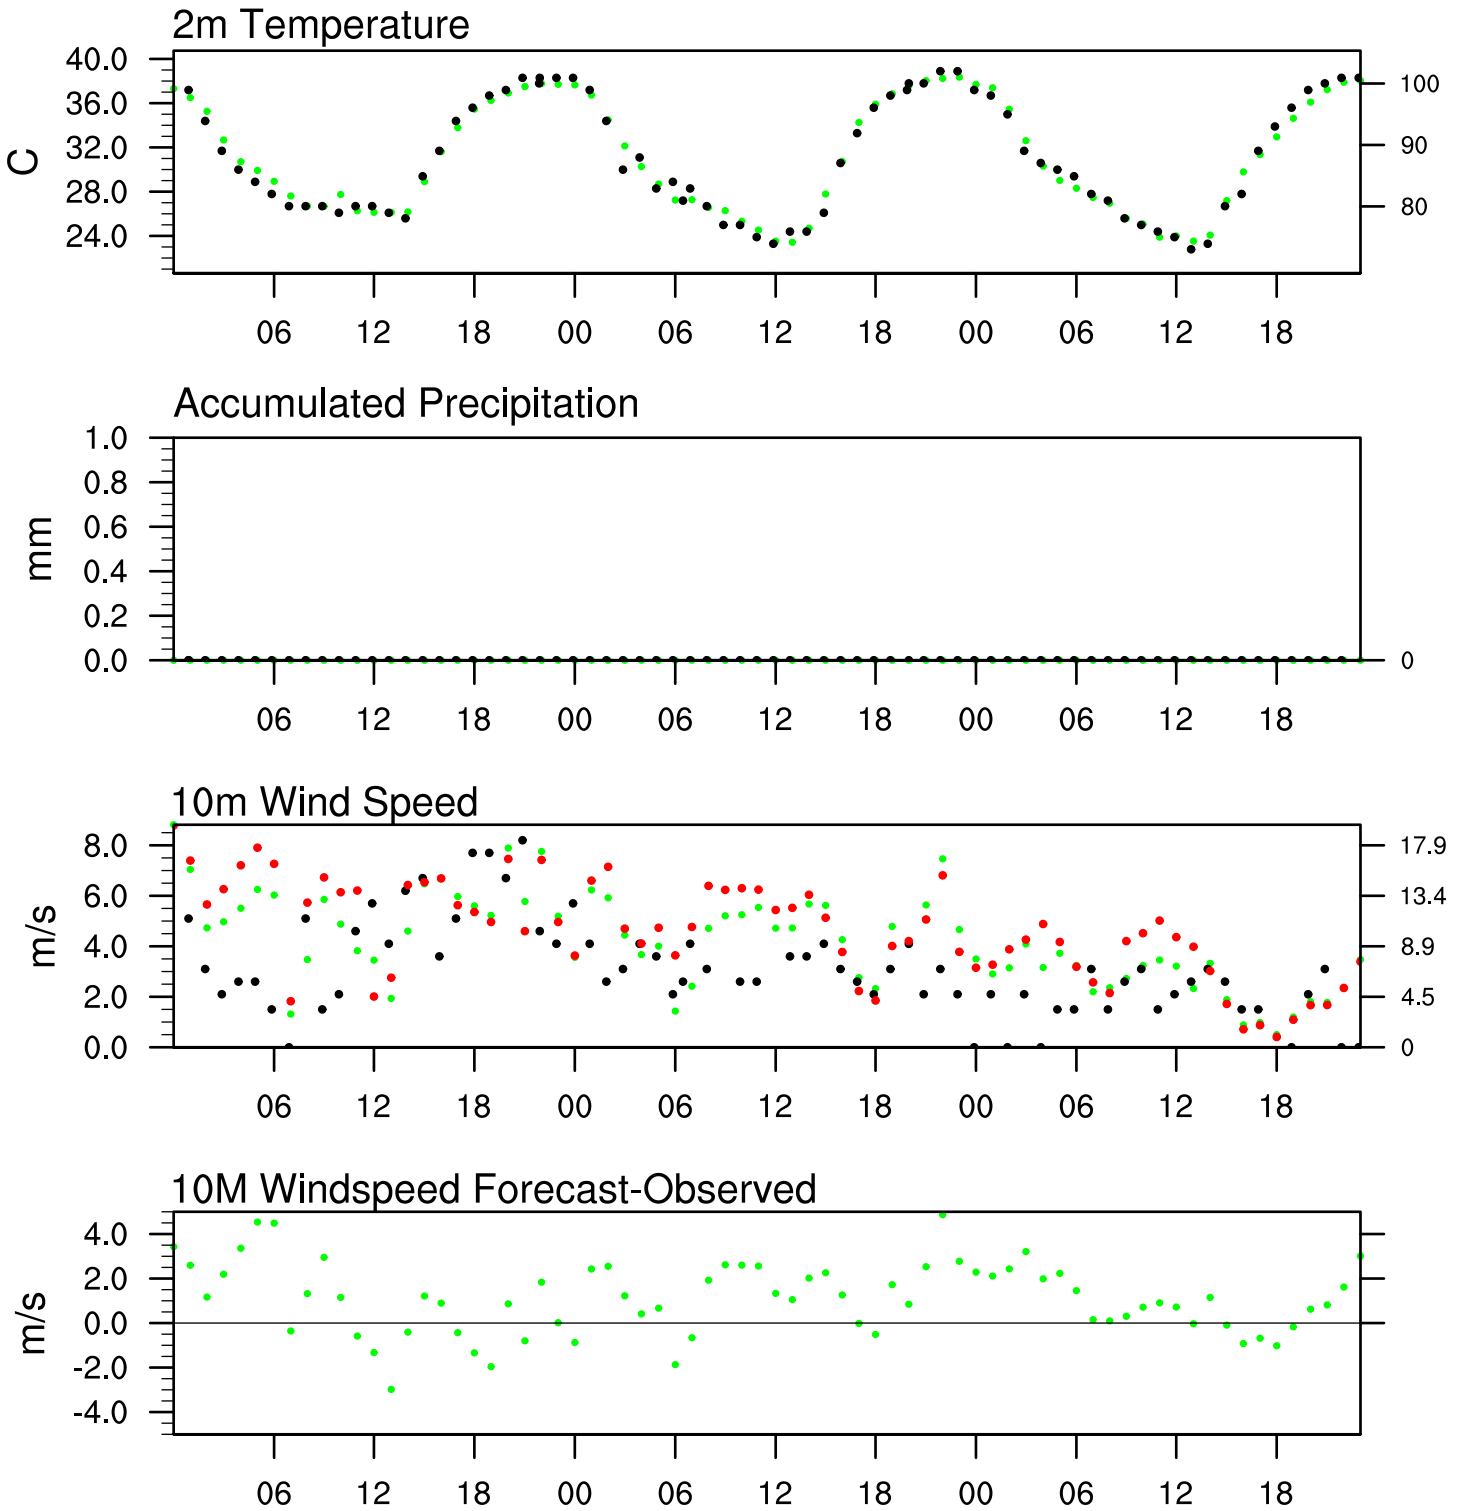 2m Temperature
40.0
36.0
32.0
28.0
24.0
C
100
90
80
06 12 18 00 06 12 18 00 06 12 18
Accumulated Precipitation
1.0
0.8
0.6
0.4
0.2
0.0
mm
0
06 12 18 00 06 12 18 00 06 12 18
10m Wind Speed
8.0
6.0
4.0
2.0
0.0
m/s
17.9
13.4
8.9
4.5
0
06 12 18 00 06 12 18 00 06 12 18
10M Windspeed Forecast-Observed
4.0
2.0
0.0
-2.0
-4.0
m/s
06 12 18 00 06 12 18 00 06 12 18